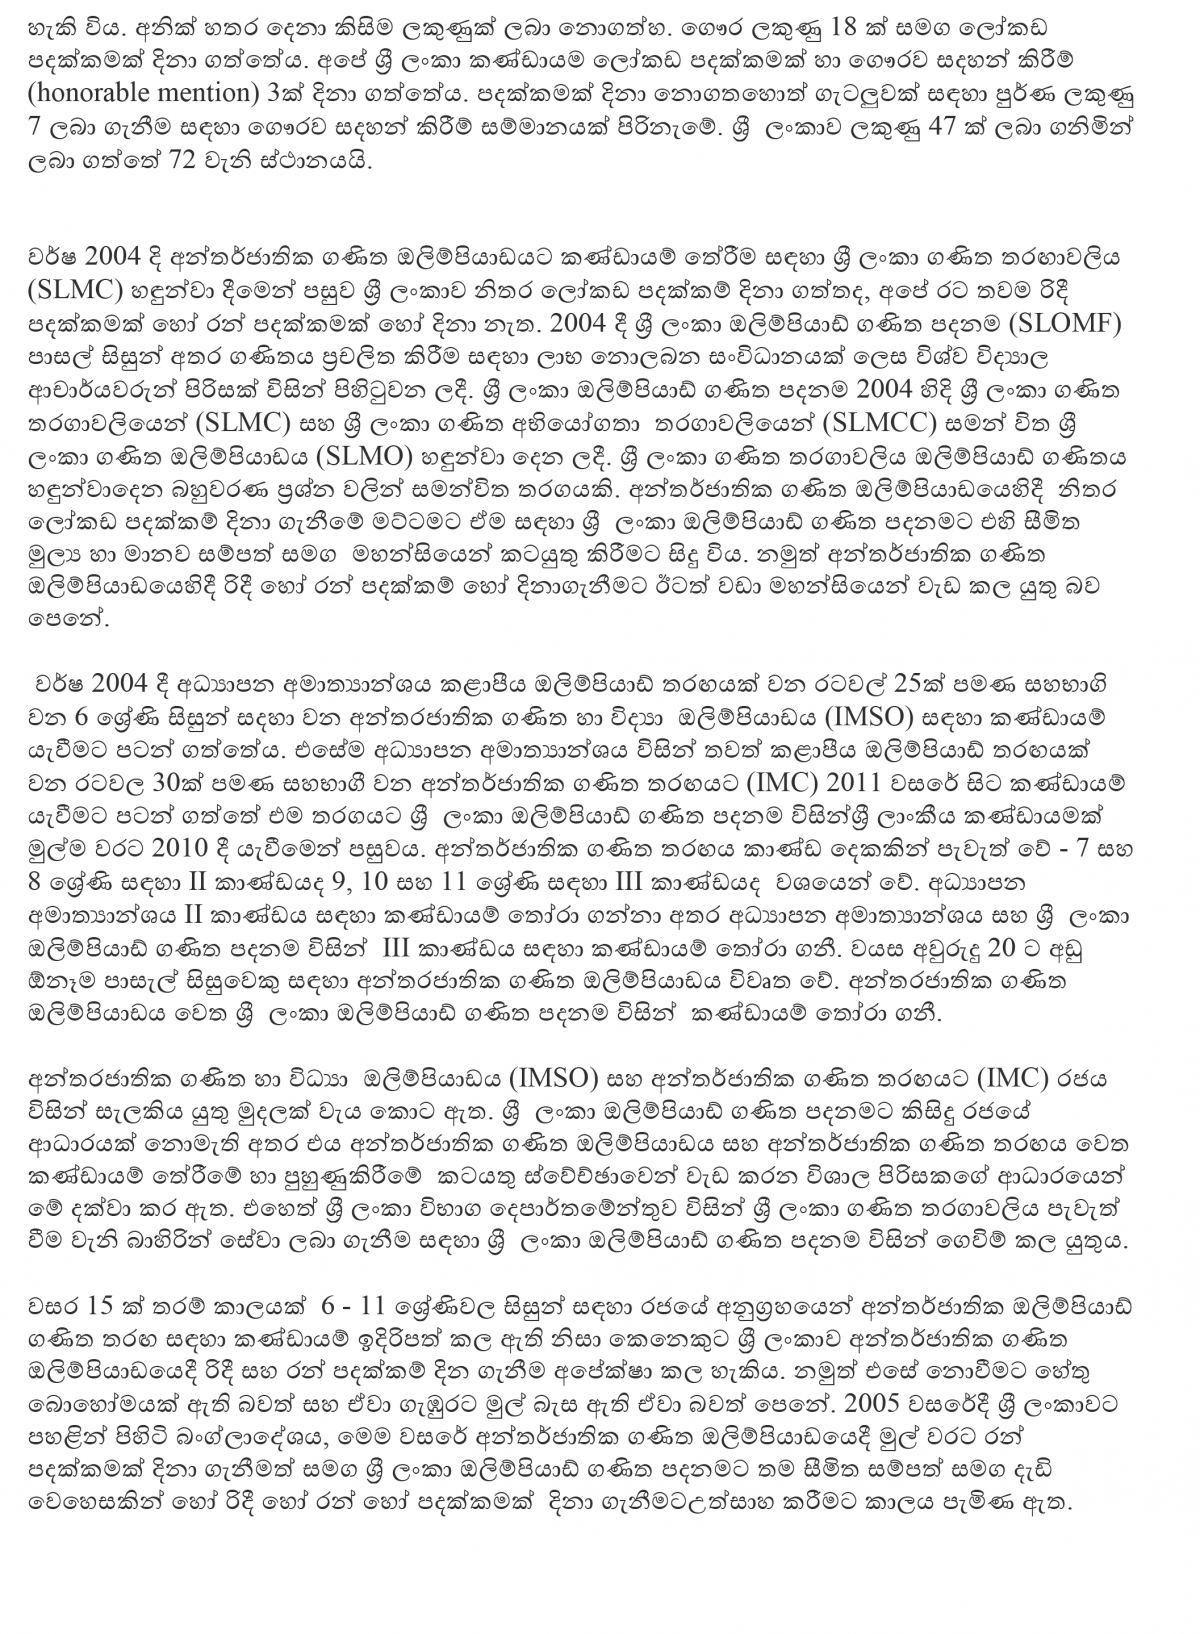 හැකි විය. අනික් හතර දෙනා කිසිම ලකුණුක් ලබා නොගත්හ. ගෞර ලකුණු 18 ක් සමග ලෝකඩ
පදක්කමක් දිනා ගත්තේය. අපේ ශ්‍රී ලංකා කණ්ඩායම ලෝකඩ පදක්කමක් හා ගෞරව සදහන් කිරීම්
(honorable mention) 3ක් දිනා ගත්තේය. පදක්කමක් දිනා නොගතහොත් ගැටලුවක් සඳහා පුර්ණ ලකුණු
7 ලබා ගැනීම සඳහා ගෞරව සදහන් කිරීම් සම්මානයක් පිරිනැමේ. ශ්‍රී  ලංකාව ලකුණු 47 ක් ලබා ගනිමින්
ලබා ගත්තේ 72 වැනි ස්ථානයයි.
වර්ෂ 2004 දි අන්තර්ජාතික ගණිත ඔලිම්පියාඩයට කණ්ඩායම් තේරීම සඳහා ශ්‍රී ලංකා ගණිත තරඟාවලිය
(SLMC) හඳුන්වා දීමෙන් පසුව ශ්‍රී ලංකාව නිතර ලෝකඩ පදක්කම් දිනා ගත්තද, අපේ රට තවම රිදී
පදක්කමක් හෝ රන් පදක්කමක් හෝ දිනා නැත. 2004 දී ශ්‍රී ලංකා ඔලිම්පියාඩ් ගණිත පදනම (SLOMF)
පාසල් සිසුන් අතර ගණිතය ප්‍රචලිත කිරීම සඳහා ලාභ නොලබන සංවිධානයක් ලෙස විශ්ව විද්‍යාල
ආචාර්යවරුන් පිරිසක් විසින් පිහිටුවන ලදී. ශ්‍රී ලංකා ඔලිම්පියාඩ් ගණිත පදනම 2004 හිදි ශ්‍රී ලංකා ගණිත
තරගාවලියෙන් (SLMC) සහ ශ්‍රී ලංකා ගණිත අභියෝගතා  තරගාවලියෙන් (SLMCC) සමන් විත ශ්‍රී
ලංකා ගණිත ඔලිම්පියාඩය (SLMO) හඳුන්වා දෙන ලදී. ශ්‍රී ලංකා ගණිත තරගාවලිය ඔලිම්පියාඩ් ගණිතය
හඳුන්වාදෙන බහුවරණ ප්‍රශ්න වලින් සමන්විත තරගයකි. අන්තර්ජාතික ගණිත ඔලිම්පියාඩයෙහිදී  නිතර
ලෝකඩ පදක්කම් දිනා ගැනීමේ මට්ටමට ඒම සඳහා ශ්‍රී  ලංකා ඔලිම්පියාඩ් ගණිත පදනමට එහි සීමිත
මුල්‍ය හා මානව සම්පත් සමග  මහන්සියෙන් කටයුතු කිරීමට සිදු විය. නමුත් අන්තර්ජාතික ගණිත
ඔලිම්පියාඩයෙහිදී රිදී හෝ රන් පදක්කම් හෝ දිනාගැනීමට ඊටත් වඩා මහන්සියෙන් වැඩ කල යුතු බව
පෙනේ.
වර්ෂ 2004 දී අධ්‍යාපන අමාත්‍යාන්ශය කළාපීය ඔලිම්පියාඩ් තරඟයක් වන රටවල් 25ක් පමණ සහභාගි
වන 6 ශ්‍රේණි සිසුන් සදහා වන අන්තරජාතික ගණිත හා විද්‍යා  ඔලිම්පියාඩය (IMSO) සඳහා කණ්ඩායම්
යැවීමට පටන් ගත්තේය. එසේම අධ්‍යාපන අමාත්‍යාන්ශය විසින් තවත් කළාපීය ඔලිම්පියාඩ් තරඟයක්
වන රටවල 30ක් පමණ සහභාගී වන අන්තර්ජාතික ගණිත තරඟයට (IMC) 2011 වසරේ සිට කණ්ඩායම්
යැවීමට පටන් ගත්තේ එම තරගයට ශ්‍රී  ලංකා ඔලිම්පියාඩ් ගණිත පදනම විසින්ශ්‍රී ලාංකීය කණ්ඩායමක්
මුල්ම වරට 2010 දී යැවීමෙන් පසුවය. අන්තර්ජාතික ගණිත තරඟය කාණ්ඩ දෙකකින් පැවැත් වේ - 7 සහ
8 ශ්‍රේණි සඳහා II කාණ්ඩයද 9, 10 සහ 11 ශ්‍රේණි සඳහා III කාණ්ඩයද  වශයෙන් වේ. අධ්‍යාපන
අමාත්‍යාන්ශය II කාණ්ඩය සඳහා කණ්ඩායම් තෝරා ගන්නා අතර අධ්‍යාපන අමාත්‍යාන්ශය සහ ශ්‍රී  ලංකා
ඔලිම්පියාඩ් ගණිත පදනම විසින්  III කාණ්ඩය සඳහා කණ්ඩායම් තෝරා ගනී. වයස අවුරුදු 20 ට අඩු
ඕනෑම පාසැල් සිසුවෙකු සඳහා අන්තරජාතික ගණිත ඔලිම්පියාඩය විවෘත වේ. අන්තරජාතික ගණිත
ඔලිම්පියාඩය වෙත ශ්‍රී  ලංකා ඔලිම්පියාඩ් ගණිත පදනම විසින්  කණ්ඩායම් තෝරා ගනී.
අන්තරජාතික ගණිත හා විධ්‍යා  ඔලිම්පියාඩය (IMSO) සහ අන්තර්ජාතික ගණිත තරඟයට (IMC) රජය
විසින් සැලකිය යුතු මුදලක් වැය කොට ඇත. ශ්‍රී  ලංකා ඔලිම්පියාඩ් ගණිත පදනමට කිසිදු රජයේ
ආධාරයක් නොමැති අතර එය අන්තර්ජාතික ගණිත ඔලිම්පියාඩය සහ අන්තර්ජාතික ගණිත තරඟය වෙත
කණ්ඩායම් තේරීමේ හා පුහුණුකිරීමේ  කටයතු ස්වේච්ඡාවෙන් වැඩ කරන විශාල පිරිසකගේ ආධාරයෙන්
මේ දක්වා කර ඇත. එහෙත් ශ්‍රී ලංකා විභාග දෙපාර්තමේන්තුව විසින් ශ්‍රී ලංකා ගණිත තරගාවලිය පැවැත්
වීම වැනි බාහිරින් සේවා ලබා ගැනීම සඳහා ශ්‍රී  ලංකා ඔලිම්පියාඩ් ගණිත පදනම විසින් ගෙවිම් කල යුතුය.
වසර 15 ක් තරම් කාලයක්  6 - 11 ශ්‍රේණිවල සිසුන් සඳහා රජයේ අනුග්‍රහයෙන් අන්තර්ජාතික ඔලිම්පියාඩ්
ගණිත තරඟ සඳහා කණ්ඩායම් ඉදිරිපත් කල ඇති නිසා කෙනෙකුට ශ්‍රී ලංකාව අන්තර්ජාතික ගණිත
ඔලිම්පියාඩයෙදී රිදී සහ රන් පදක්කම් දින ගැනීම අපේක්ෂා කල හැකිය. නමුත් එසේ නොවීමට හේතු
බොහෝමයක් ඇති බවත් සහ ඒවා ගැඹුරට මුල් බැස ඇති ඒවා බවත් පෙනේ. 2005 වසරේදී ශ්‍රී ලංකාවට
පහළින් පිහිටි බංග්ලාදේශය, මෙම වසරේ අන්තර්ජාතික ගණිත ඔලිම්පියාඩයෙදී මුල් වරට රන්
පදක්කමක් දිනා ගැනීමත් සමග ශ්‍රී ලංකා ඔලිම්පියාඩ් ගණිත පදනමට තම සීමිත සම්පත් සමග දැඩි
වෙහෙසකින් හෝ රිදී හෝ රන් හෝ පදක්කමක්  දිනා ගැනීමටඋත්සාහ කරීමට කාලය පැමිණ ඇත.